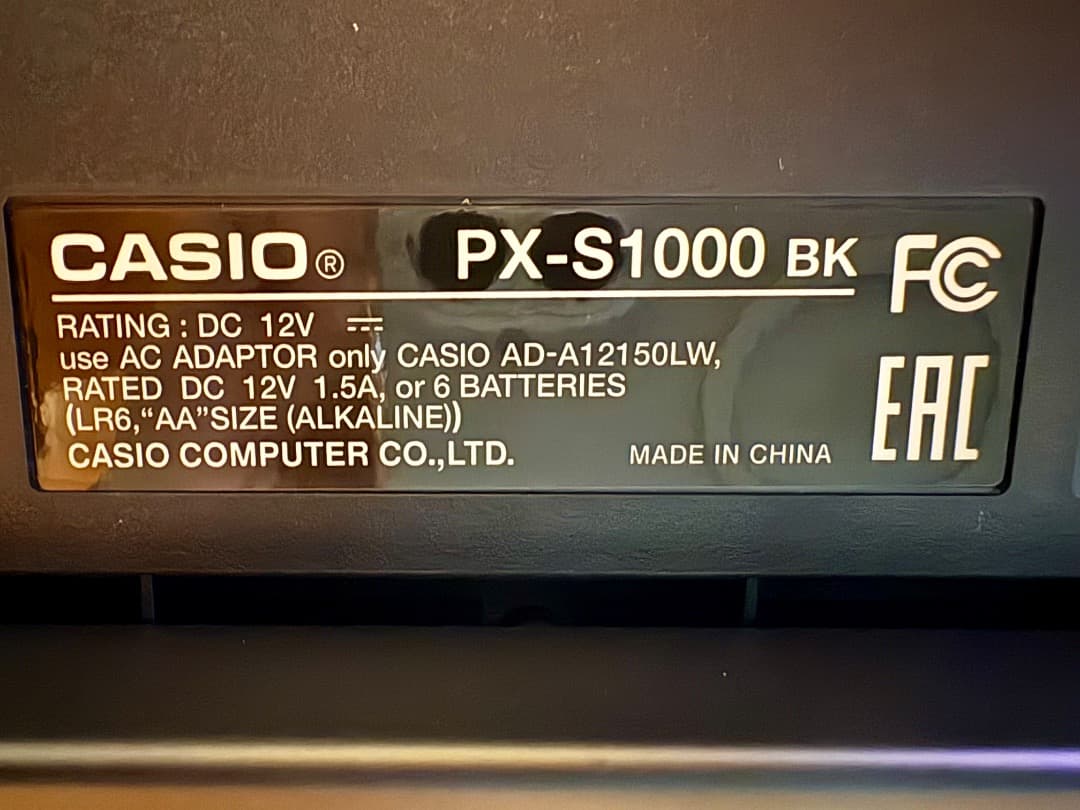 CASIO® PX-S1000 BK FC
RATING : DC 12V ⎓
use AC ADAPTOR only CASIO AD-A12150LW,
RATED DC 12V 1.5A, or 6 BATTERIES
(LR6,“AA”SIZE (ALKALINE))
CASIO COMPUTER CO.,LTD. MADE IN CHINA
EAC